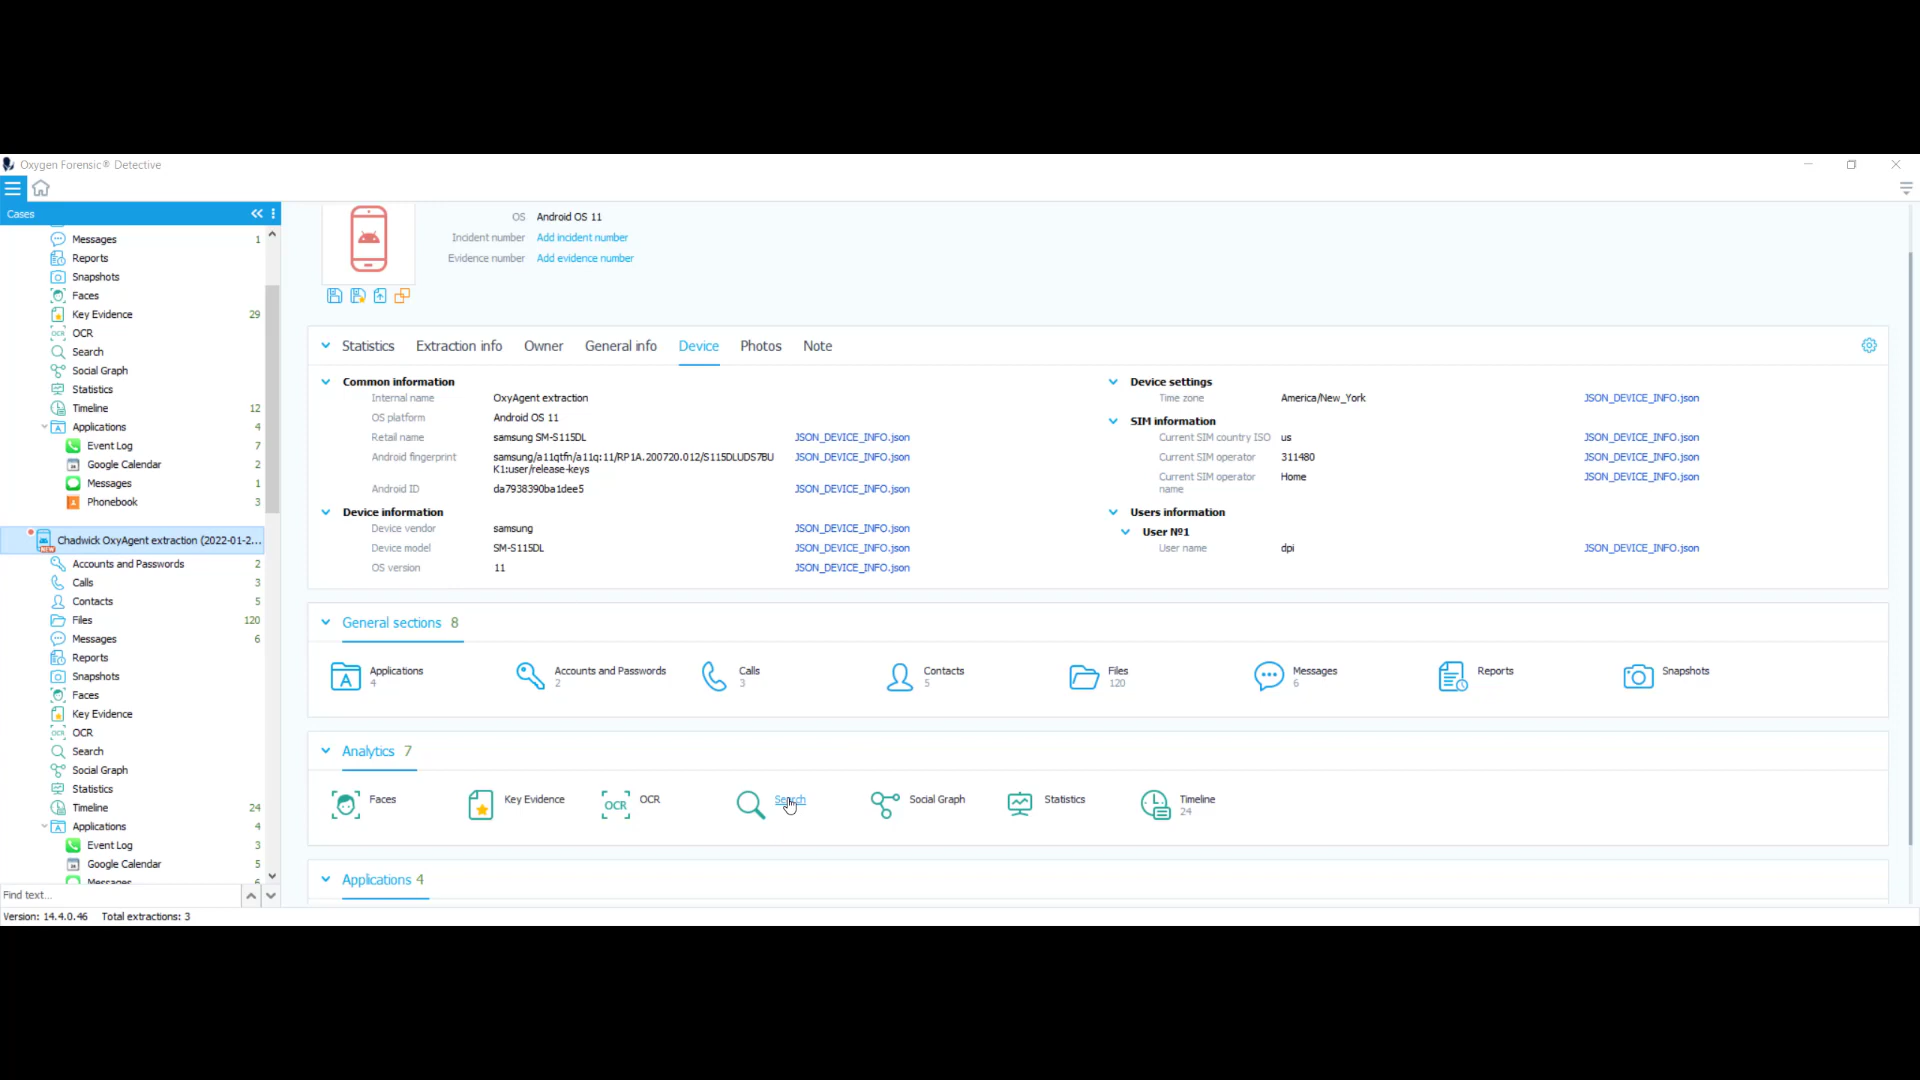 Oxygen Forensic® Detective
Cases
Messages 1
Reports
Snapshots
Faces
Key Evidence 29
OCR
Search
Social Graph
Statistics
Timeline 12
Applications 4
Event Log 7
Google Calendar 2
Messages 1
Phonebook 3
Chadwick OxyAgent extraction (2022-01-2...
Accounts and Passwords 2
Calls 3
Contacts 5
Files 120
Messages 6
Reports
Snapshots
Faces
Key Evidence
OCR
Search
Social Graph
Statistics
Timeline 24
Applications 4
Event Log 3
Google Calendar 5
Messages 6
Find text...
Version: 14.4.0.46 Total extractions: 3
OS Android OS 11
Incident number Add incident number
Evidence number Add evidence number
Statistics Extraction info Owner General info Device Photos Note
Common information
Internal name OxyAgent extraction
OS platform Android OS 11
Retail name samsung SM-S115DL JSON_DEVICE_INFO.json
Android fingerprint samsung/a11qtfn/a11q:11/RP1A.200720.012/S115DLUDS7BU JSON_DEVICE_INFO.json
K1:user/release-keys
Android ID da7938390ba1dee5 JSON_DEVICE_INFO.json
Device information
Device vendor samsung JSON_DEVICE_INFO.json
Device model SM-S115DL JSON_DEVICE_INFO.json
OS version 11 JSON_DEVICE_INFO.json
Device settings
Time zone America/New_York JSON_DEVICE_INFO.json
SIM information
Current SIM country ISO us JSON_DEVICE_INFO.json
Current SIM operator 311480 JSON_DEVICE_INFO.json
Current SIM operator Home JSON_DEVICE_INFO.json
name
Users information
User №1
User name dpi JSON_DEVICE_INFO.json
General sections 8
Applications
4
Accounts and Passwords
2
Calls
3
Contacts
5
Files
120
Messages
6
Reports
Snapshots
Analytics 7
Faces
Key Evidence
OCR
OCR
Search
Social Graph
Statistics
Timeline
24
Applications 4